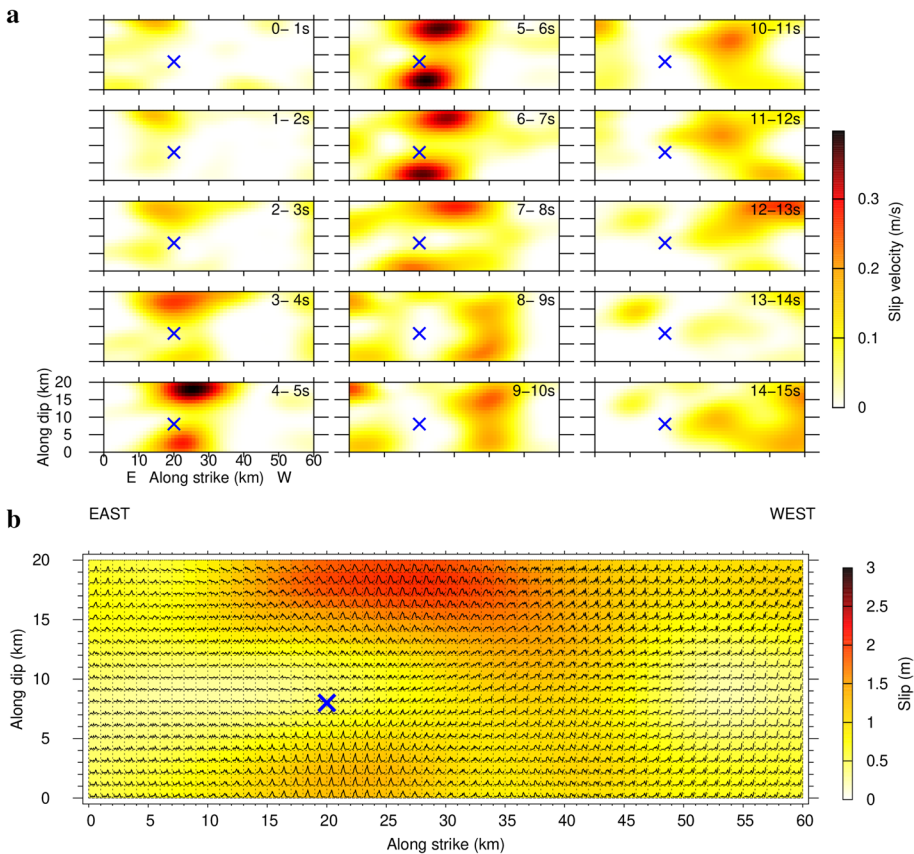 a
0– 1s
5– 6s
10–11s
1– 2s
6– 7s
11–12s
2– 3s
7– 8s
12–13s
3– 4s
8– 9s
13–14s
4– 5s
9–10s
14–15s
Along dip (km)
20
15
10
5
0
0 10 20 30 40 50 60
E Along strike (km) W
0.3
0.2
0.1
0
Slip velocity (m/s)
b
EAST WEST
20
15
10
5
0
Along dip (km)
0 5 10 15 20 25 30 35 40 45 50 55 60
Along strike (km)
3
2.5
2
1.5
1
0.5
0
Slip (m)